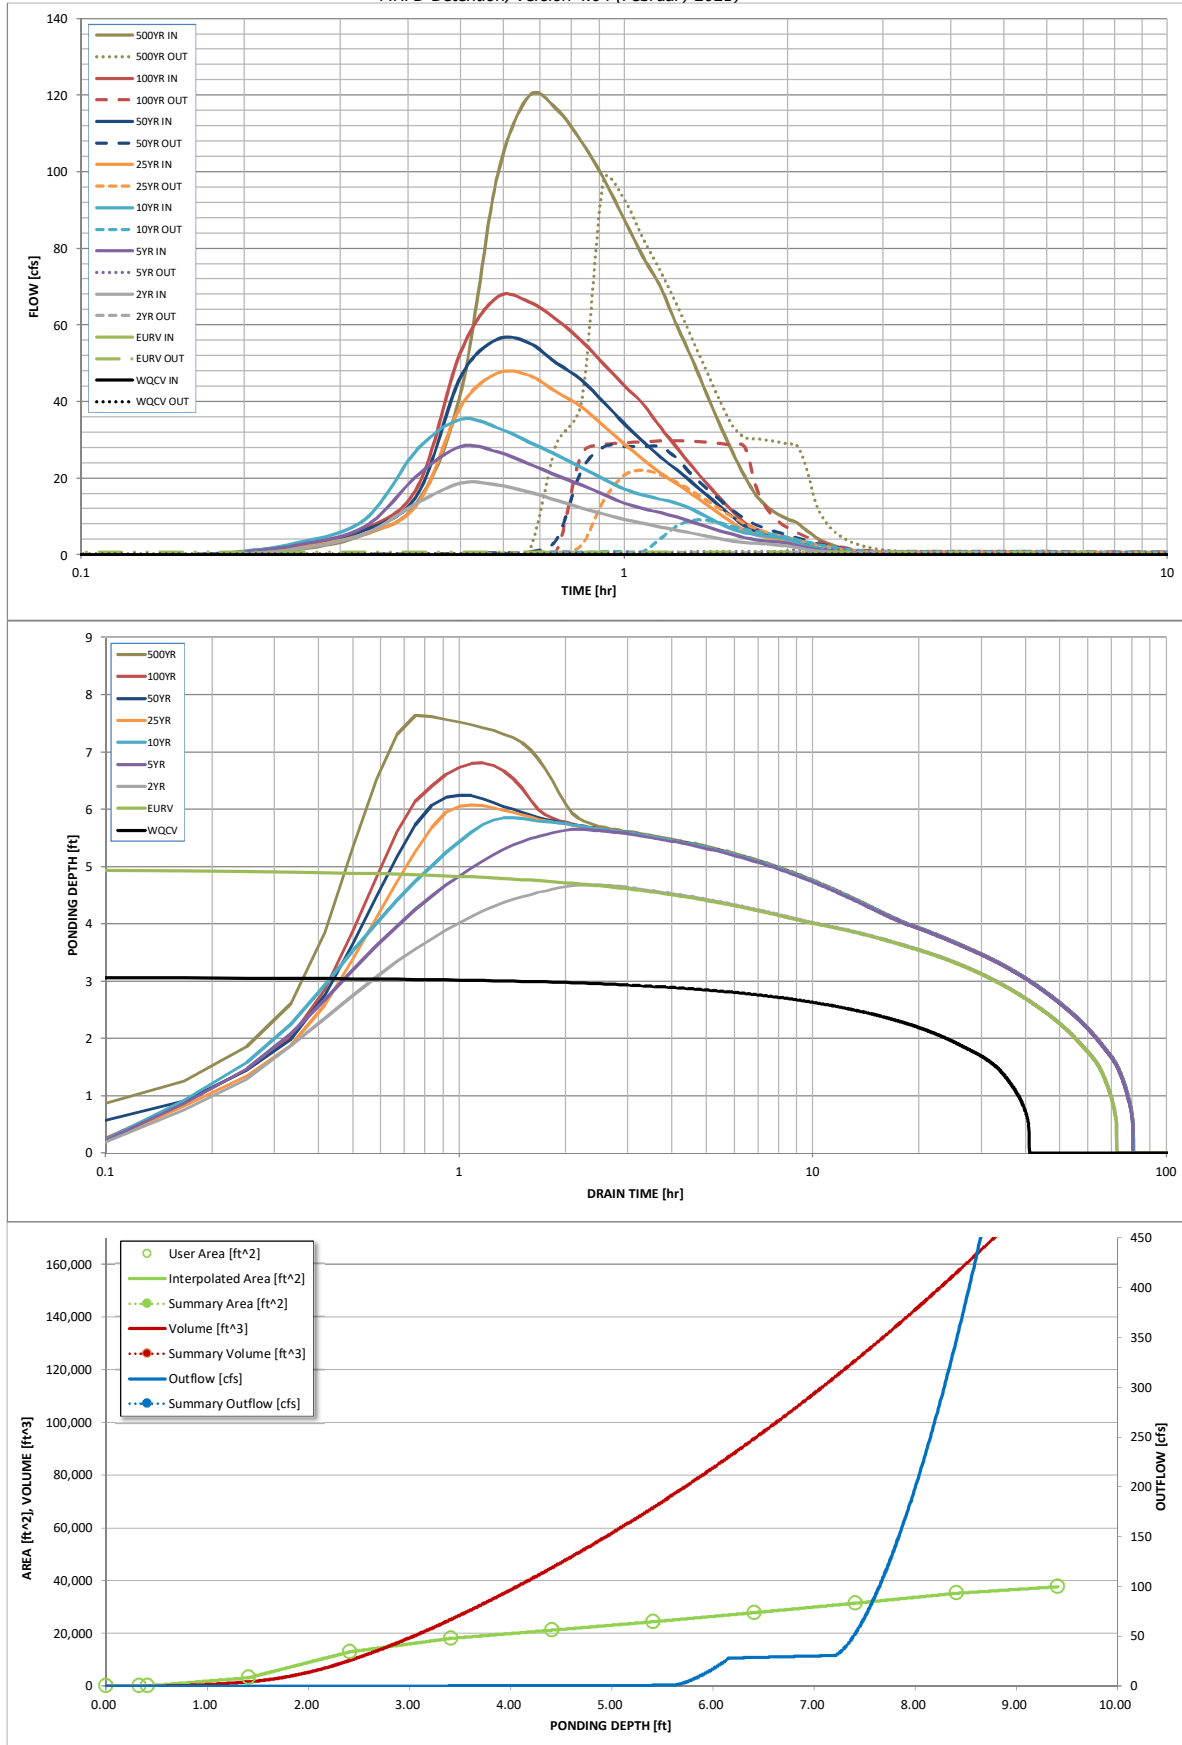 MHFD-Detention, Version 4.04 (February 2021)
140
120
100
80
60
40
20
0
FLOW [cfs]
500YR IN
500YR OUT
100YR IN
100YR OUT
50YR IN
50YR OUT
25YR IN
25YR OUT
10YR IN
10YR OUT
5YR IN
5YR OUT
2YR IN
2YR OUT
EURV IN
EURV OUT
WQCV IN
WQCV OUT
0.1 1 10
TIME [hr]
9
8
7
6
5
4
3
2
1
0
PONDING DEPTH [ft]
500YR
100YR
50YR
25YR
10YR
5YR
2YR
EURV
WQCV
0.1 1 10 100
DRAIN TIME [hr]
160,000
140,000
120,000
100,000
80,000
60,000
40,000
20,000
0
AREA [ft^2], VOLUME [ft^3]
User Area [ft^2]
Interpolated Area [ft^2]
Summary Area [ft^2]
Volume [ft^3]
Summary Volume [ft^3]
Outflow [cfs]
Summary Outflow [cfs]
450
400
350
300
250
200
150
100
50
0
OUTFLOW [cfs]
0.00 1.00 2.00 3.00 4.00 5.00 6.00 7.00 8.00 9.00 10.00
PONDING DEPTH [ft]